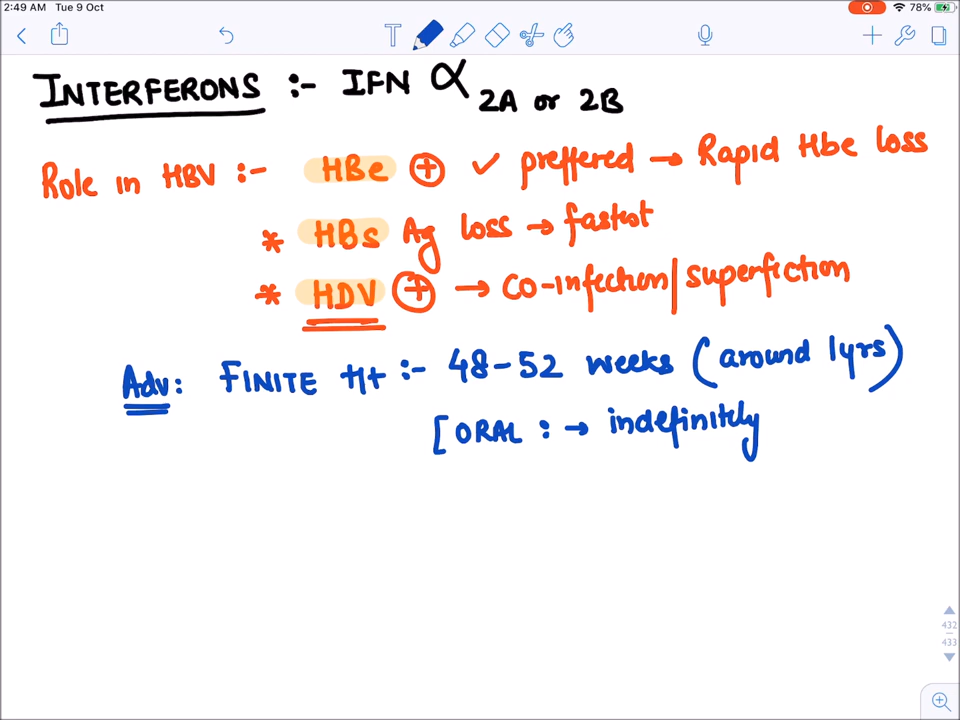 2:49 AM Tue 9 Oct 78%
T
INTERFERONS :- IFN α 2A or 2B
Role in HBV :- HBe + ✓ preffered → Rapid Hbe loss
* HBs Ag loss → fastest
* HDV + → Co-infection/superfiction
Adv: FINITE t/t :- 48-52 weeks (around 1yrs)
[ORAL : → indefinitely
432
433